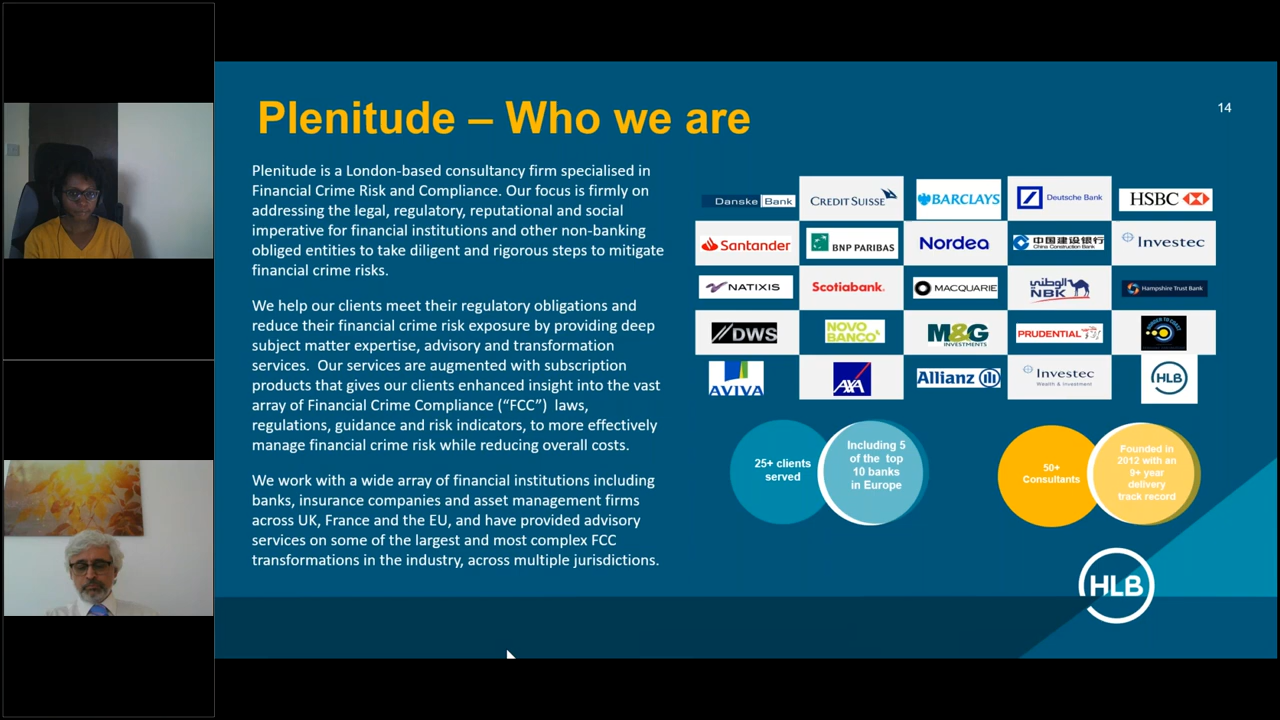 Plenitude – Who we are
14
Plenitude is a London-based consultancy firm specialised in
Financial Crime Risk and Compliance. Our focus is firmly on
addressing the legal, regulatory, reputational and social
imperative for financial institutions and other non-banking
obliged entities to take diligent and rigorous steps to mitigate
financial crime risks.
We help our clients meet their regulatory obligations and
reduce their financial crime risk exposure by providing deep
subject matter expertise, advisory and transformation
services.  Our services are augmented with subscription
products that gives our clients enhanced insight into the vast
array of Financial Crime Compliance (“FCC”)  laws,
regulations, guidance and risk indicators, to more effectively
manage financial crime risk while reducing overall costs.
We work with a wide array of financial institutions including
banks, insurance companies and asset management firms
across UK, France and the EU, and have provided advisory
services on some of the largest and most complex FCC
transformations in the industry, across multiple jurisdictions.
Danske Bank
CREDIT SUISSE
BARCLAYS
Deutsche Bank
HSBC
Santander
BNP PARIBAS
Nordea
中国建设银行
China Construction Bank
Investec
NATIXIS
Scotiabank
MACQUARIE
الوطني
NBK
Hampshire Trust Bank
DWS
NOVO
BANCO
M&G
INVESTMENTS
PRUDENTIAL
AVIVA
AXA
Allianz
Investec
Wealth & Investment
HLB
25+ clients
served
Including 5
of the top
10 banks
in Europe
50+
Consultants
Founded in
2012 with an
9+ year
delivery
track record
HLB